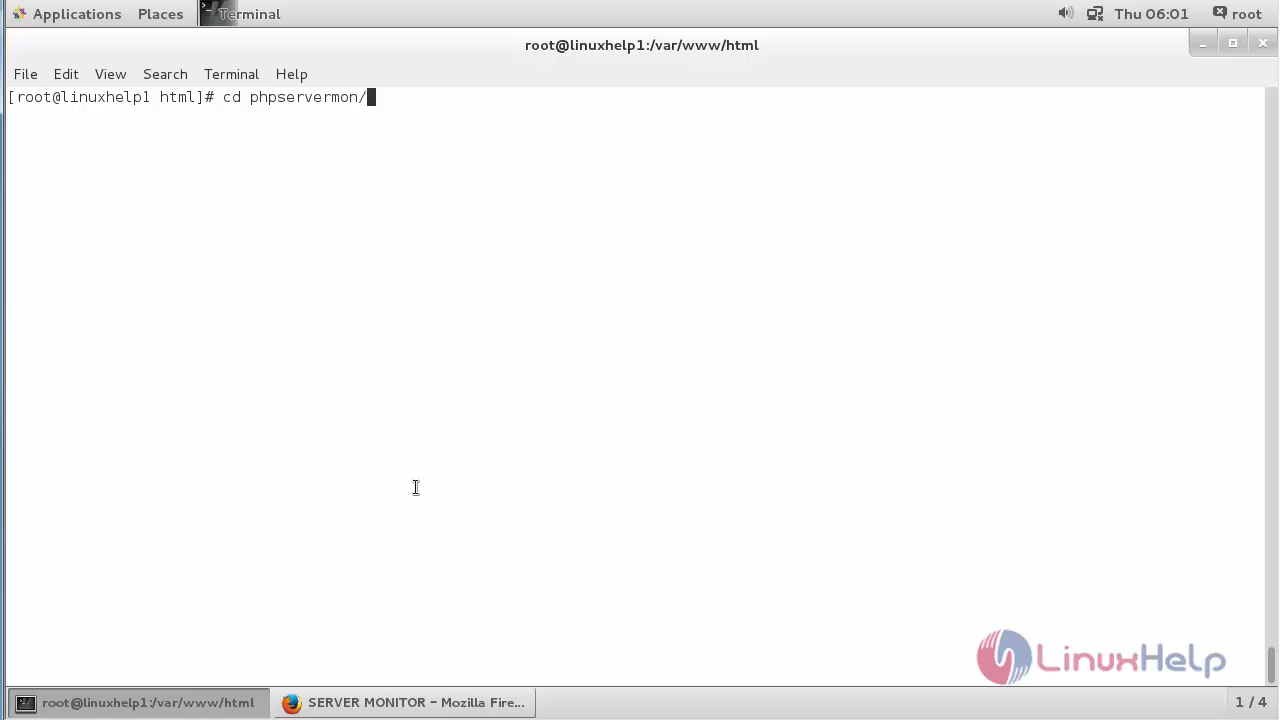 Applications Places Terminal Thu 06:01 root
root@linuxhelp1:/var/www/html
File Edit View Search Terminal Help
[root@linuxhelp1 html]# cd phpservermon/
LinuxHelp
root@linuxhelp1:/var/www/html SERVER MONITOR - Mozilla Fire... 1 / 4